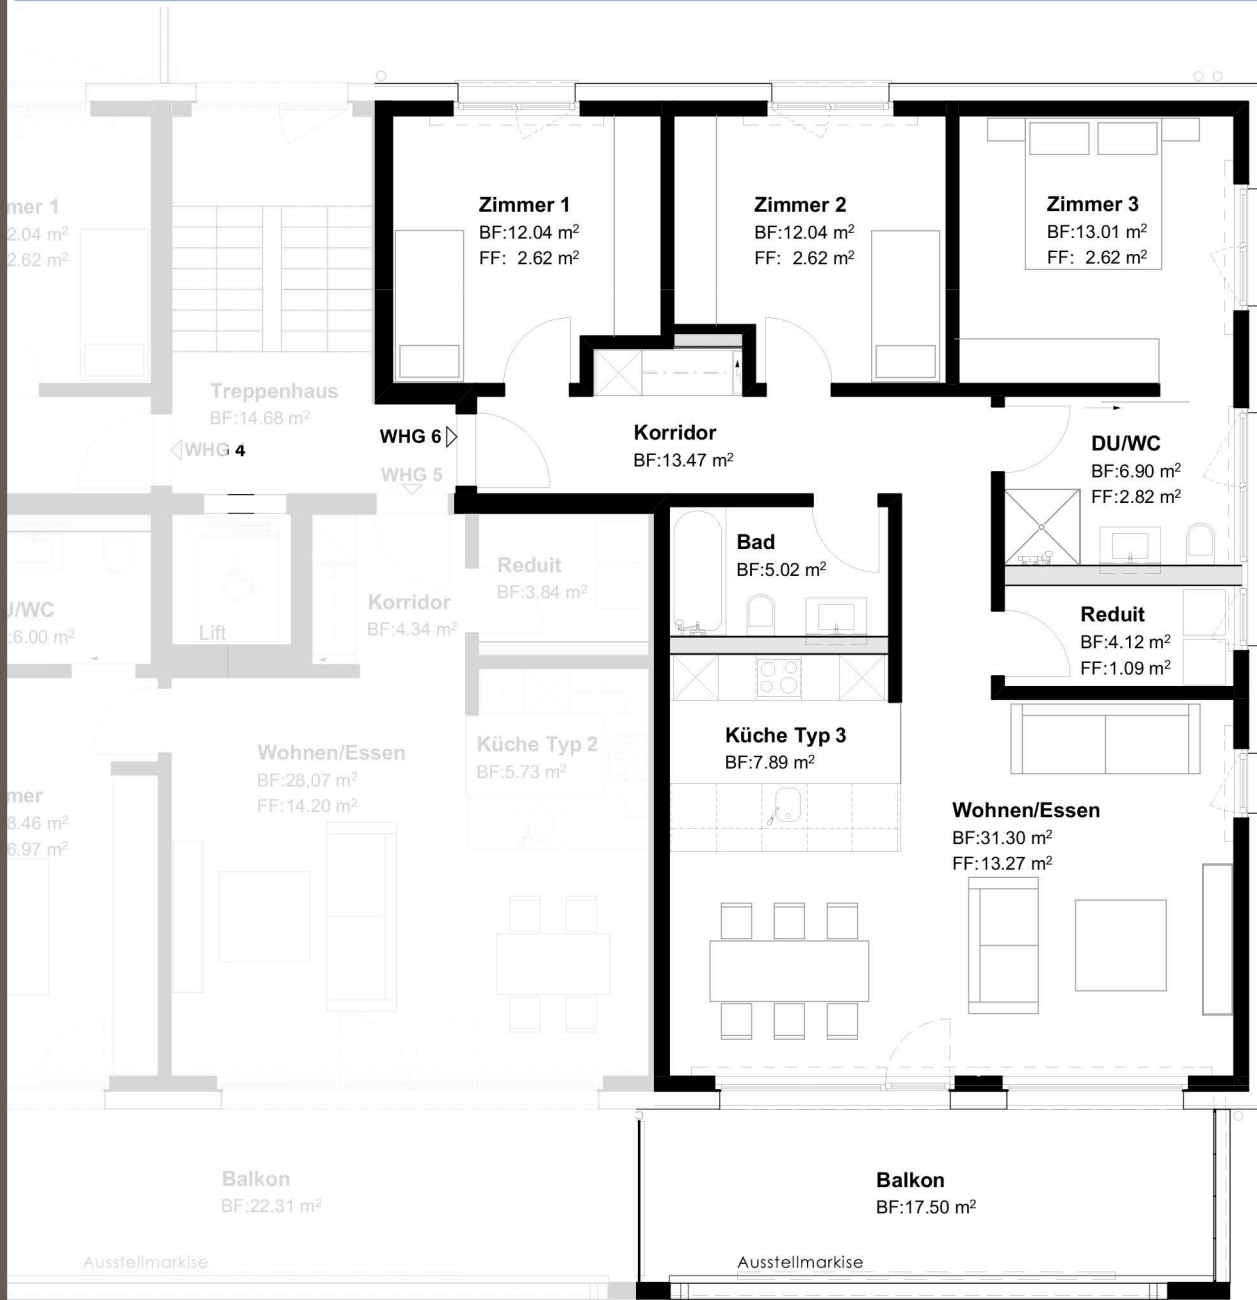 Zimmer 1
BF:12.04 m²
FF: 2.62 m²
Zimmer 2
BF:12.04 m²
FF: 2.62 m²
Zimmer 3
BF:13.01 m²
FF: 2.62 m²
mer 1
2.04 m²
2.62 m²
Treppenhaus
BF:14.68 m²
WHG 4
WHG 6
WHG 5
Korridor
BF:13.47 m²
DU/WC
BF:6.90 m²
FF:2.82 m²
Bad
BF:5.02 m²
Reduit
BF:3.84 m²
Korridor
BF:4.34 m²
U/WC
:6.00 m²
Lift
Reduit
BF:4.12 m²
FF:1.09 m²
Wohnen/Essen
BF:28.07 m²
FF:14.20 m²
Küche Typ 2
BF:5.73 m²
Küche Typ 3
BF:7.89 m²
mer
8.46 m²
6.97 m²
Wohnen/Essen
BF:31.30 m²
FF:13.27 m²
Balkon
BF:22.31 m²
Balkon
BF:17.50 m²
Ausstellmarkise
Ausstellmarkise